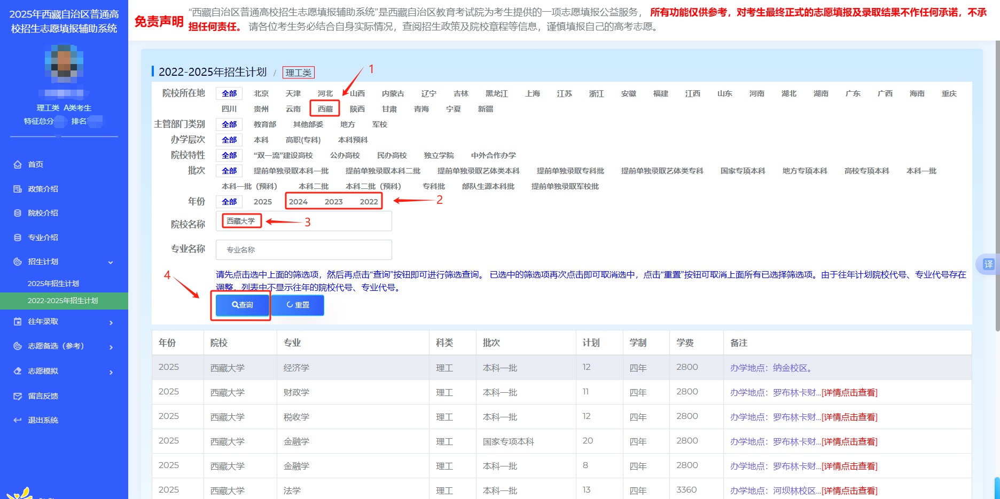 2025年西藏自治区普通高
校招生志愿填报辅助系统
理工类 A类考生
特征总分 排名
首页
政策介绍
院校介绍
专业介绍
招生计划
2025年招生计划
2022-2025年招生计划
往年录取
志愿备选（参考）
志愿模拟
留言反馈
退出系统
免责声明
“西藏自治区普通高校招生志愿填报辅助系统”是西藏自治区教育考试院为考生提供的一项志愿填报公益服务，所有功能仅供参考，对考生最终正式的志愿填报及录取结果不作任何承诺，不承
担任何责任。 请各位考生务必结合自身实际情况，查阅招生政策及院校章程等信息，谨慎填报自己的高考志愿。
2022-2025年招生计划 / 理工类
1
院校所在地 全部 北京 天津 河北 山西 内蒙古 辽宁 吉林 黑龙江 上海 江苏 浙江 安徽 福建 江西 山东 河南 湖北 湖南 广东 广西 海南 重庆
四川 贵州 云南 西藏 陕西 甘肃 青海 宁夏 新疆
主管部门类别 全部 教育部 其他部委 地方 军校
办学层次 全部 本科 高职(专科) 本科预科
院校特性 全部 “双一流”建设高校 公办高校 民办高校 独立学院 中外合作办学
批次 全部 提前单独录取本科一批 提前单独录取本科二批 提前单独录取艺体类本科 提前单独录取专科批 提前单独录取艺体类专科 国家专项本科 地方专项本科 高校专项本科 本科一批
本科一批（预科） 本科二批 本科二批（预科） 专科批 部队生源本科批 提前单独录取军校批
年份 全部 2025 2024 2023 2022 2
院校名称 西藏大学 3
专业名称 专业名称
4
请先点击选中上面的筛选项，然后再点击“查询”按钮即可进行筛选查询。 已选中的筛选项再次点击即可取消选中，点击“重置”按钮可取消上面所有已选择筛选项。由于往年计划院校代号、专业代号存在
调整，列表中不显示往年的院校代号、专业代号。
查询 重置
译
年份 院校 专业 科类 批次 计划 学制 学费 备注
2025 西藏大学 经济学 理工 本科一批 12 四年 2800 办学地点：纳金校区。
2025 西藏大学 财政学 理工 本科一批 11 四年 2800 办学地点：罗布林卡财...[详情点击查看]
2025 西藏大学 税收学 理工 本科一批 12 四年 2800 办学地点：罗布林卡财...[详情点击查看]
2025 西藏大学 金融学 理工 国家专项本科 20 四年 2800 办学地点：罗布林卡财...[详情点击查看]
2025 西藏大学 金融学 理工 本科一批 8 四年 2800 办学地点：罗布林卡财...[详情点击查看]
2025 西藏大学 法学 理工 本科一批 13 四年 3360 办学地点：河坝林校区...[详情点击查看]